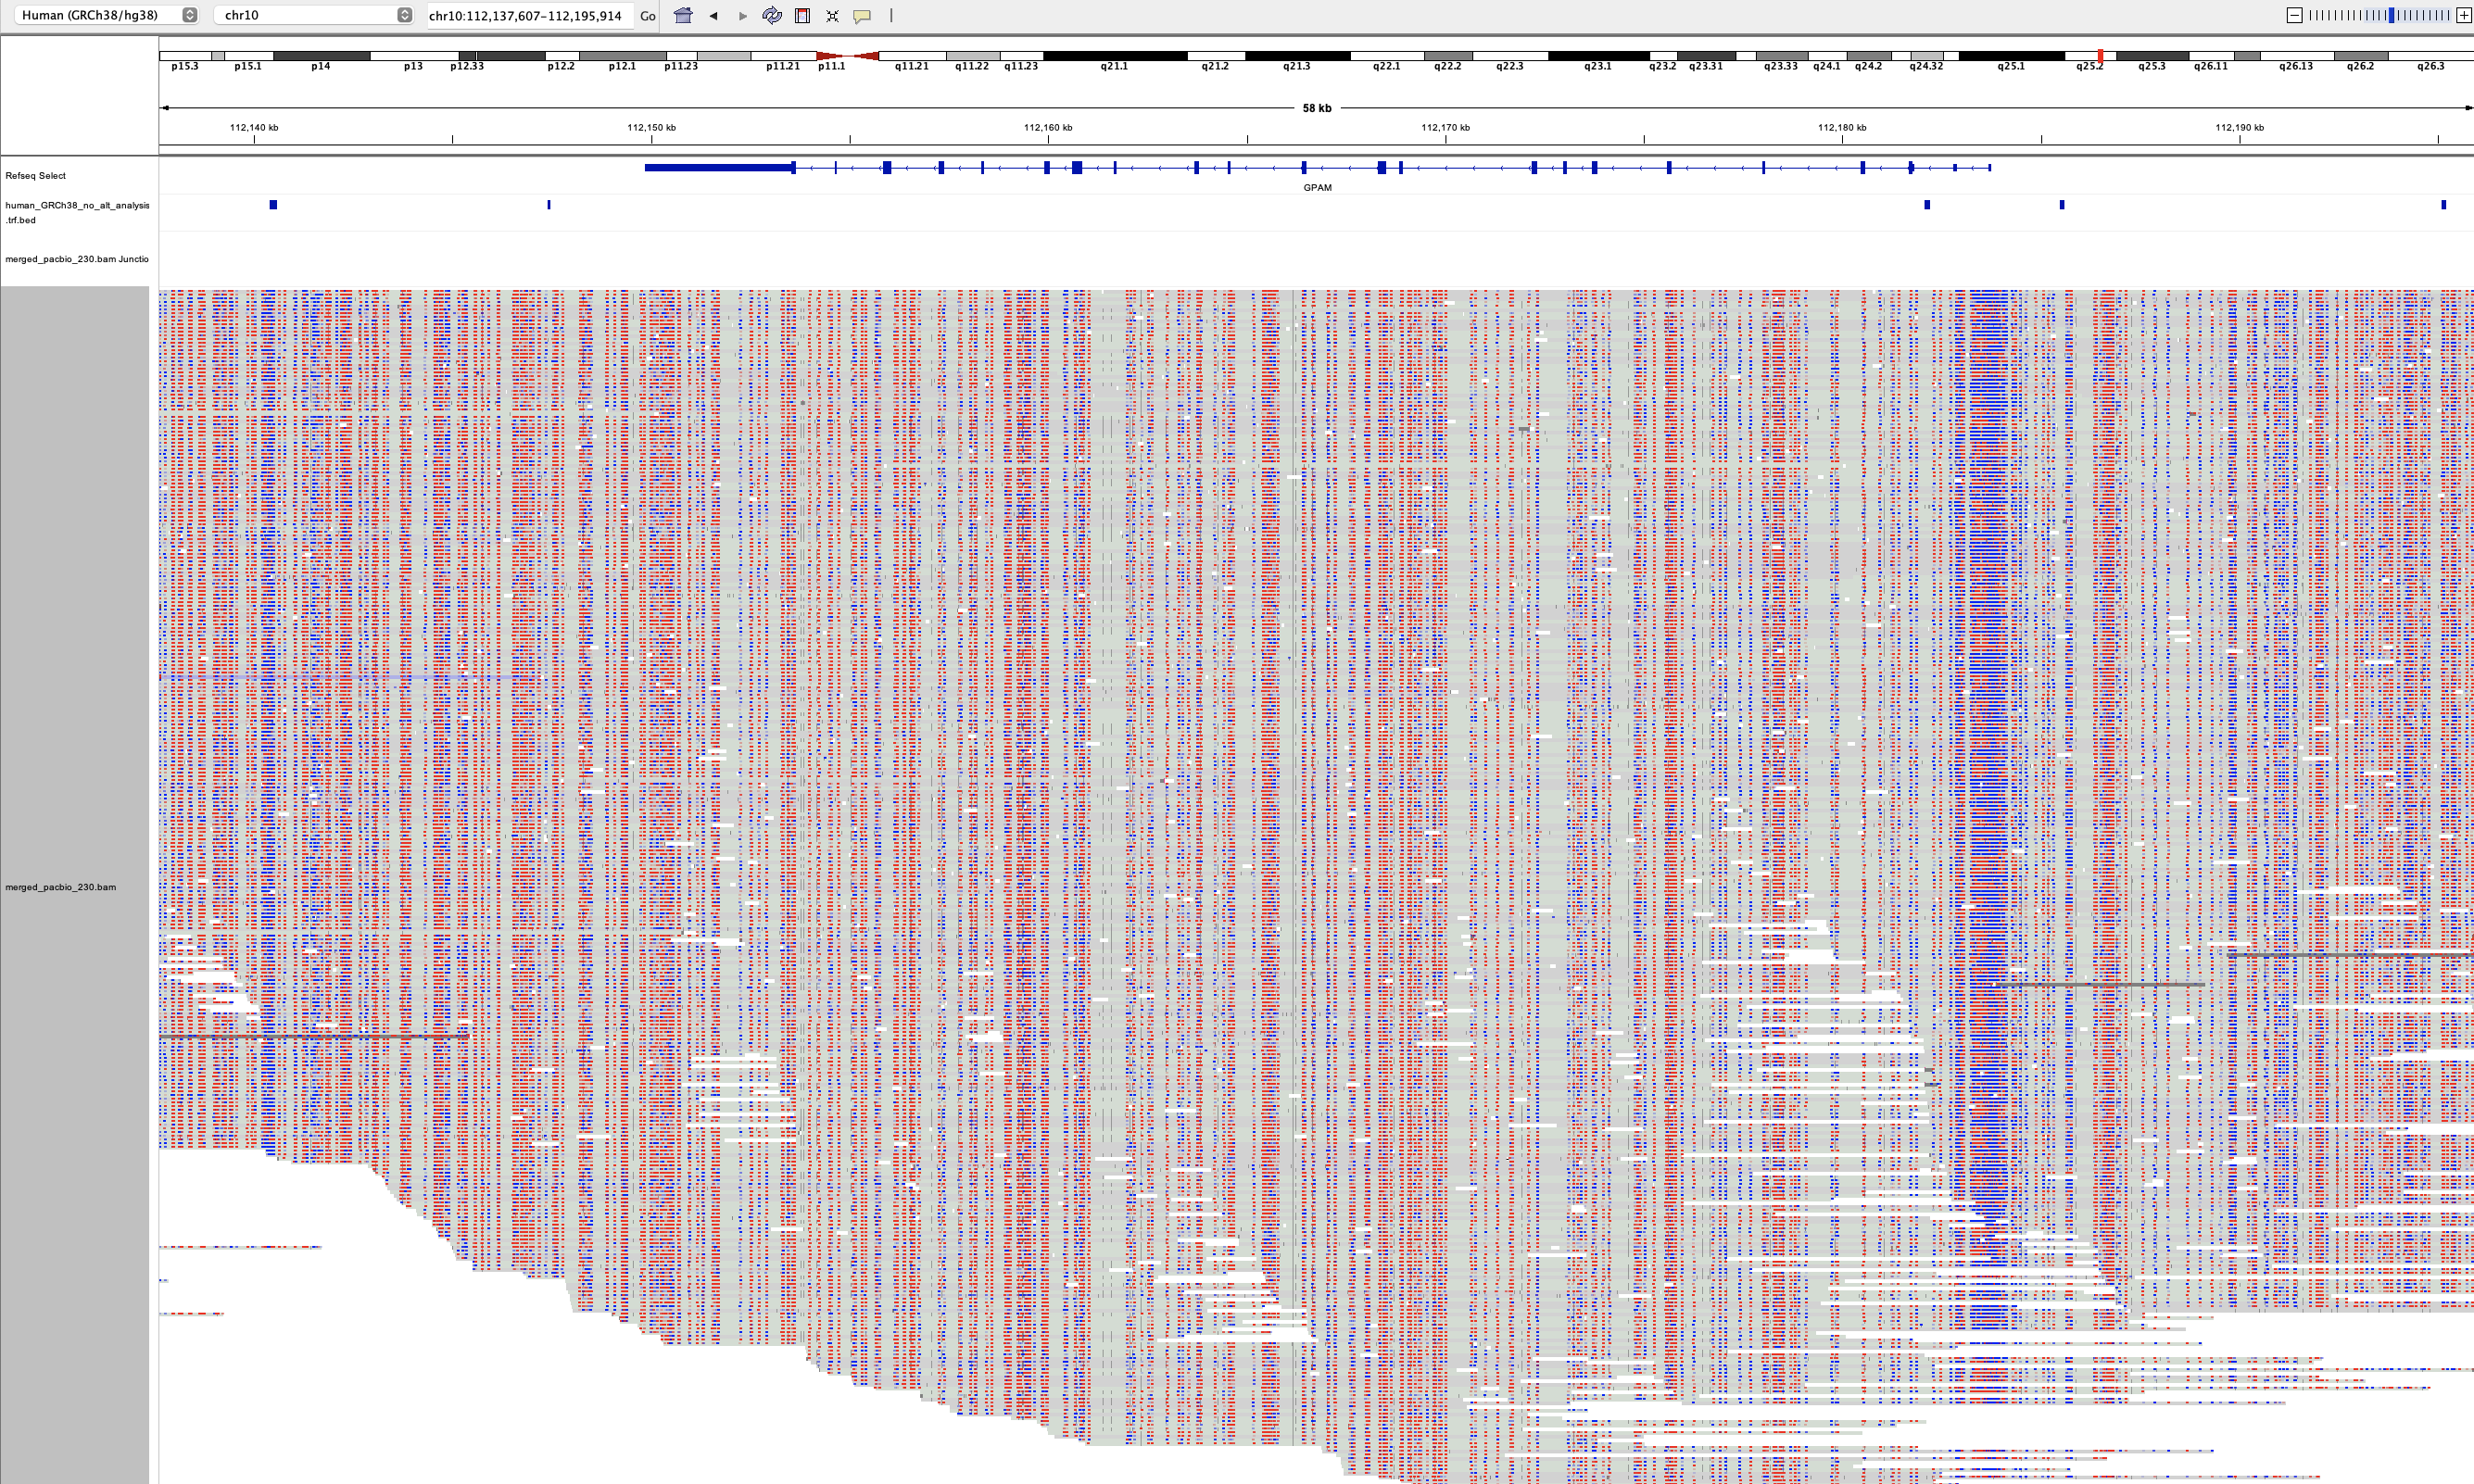 Human (GRCh38/hg38) chr10 chr10:112,137,607-112,195,914 Go
p15.3 p15.1 p14 p13 p12.33 p12.2 p12.1 p11.23 p11.21 p11.1 q11.21 q11.22 q11.23 q21.1 q21.2 q21.3 q22.1 q22.2 q22.3 q23.1 q23.2 q23.31 q23.33 q24.1 q24.2 q24.32 q25.1 q25.2 q25.3 q26.11 q26.13 q26.2 q26.3
58 kb
112,140 kb 112,150 kb 112,160 kb 112,170 kb 112,180 kb 112,190 kb
Refseq Select
GPAM
human_GRCh38_no_alt_analysis
.trf.bed
merged_pacbio_230.bam Junctio
merged_pacbio_230.bam